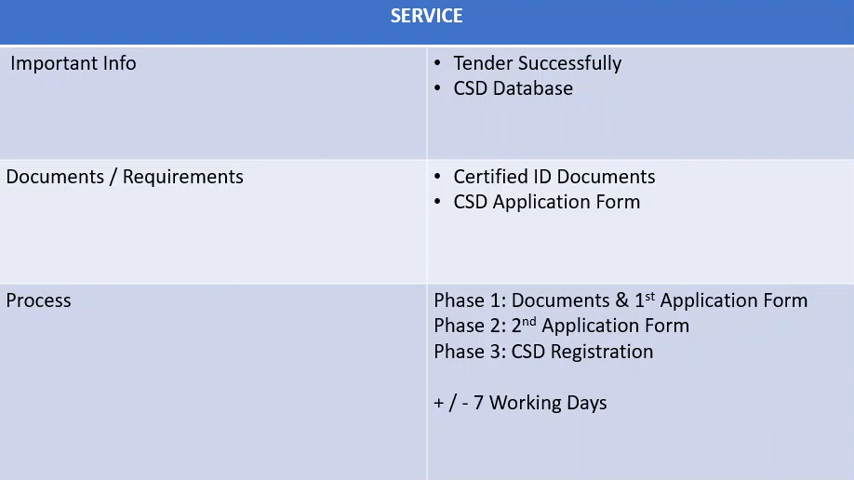 SERVICE
Important Info
• Tender Successfully
• CSD Database
Documents / Requirements
• Certified ID Documents
• CSD Application Form
Process
Phase 1: Documents & 1st Application Form
Phase 2: 2nd Application Form
Phase 3: CSD Registration
+ / - 7 Working Days